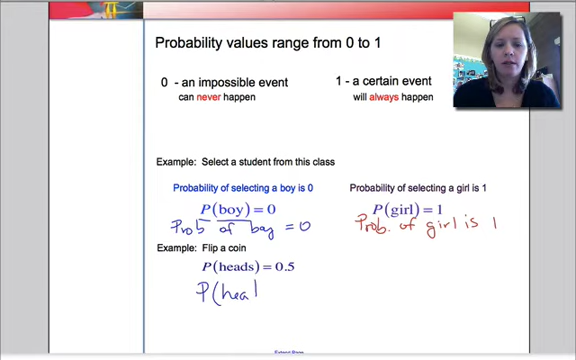 Probability values range from 0 to 1
0 - an impossible event
can never happen
1 - a certain event
will always happen
Example: Select a student from this class
Probability of selecting a boy is 0
P(boy) = 0
Prob of boy = 0
Probability of selecting a girl is 1
P(girl) = 1
Prob. of girl is 1
Example: Flip a coin
P(heads) = 0.5
P(hea